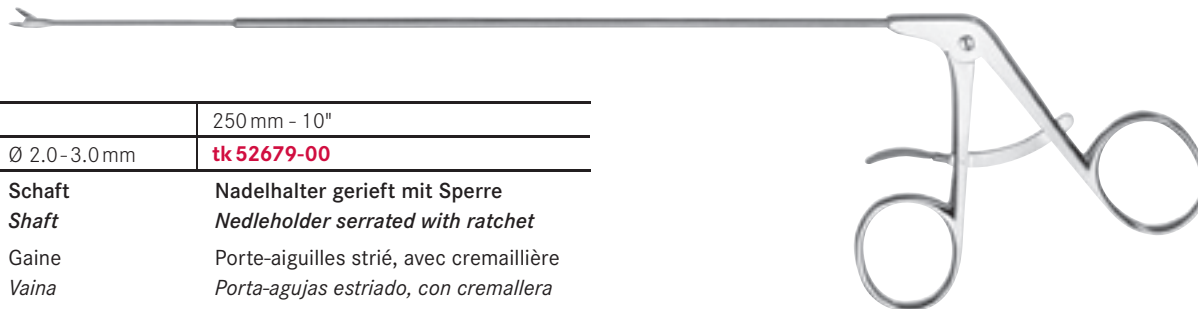 250 mm - 10"
Ø 2.0-3.0 mm tk 52679-00
Schaft Nadelhalter gerieft mit Sperre
Shaft Nedleholder serrated with ratchet
Gaine Porte-aiguilles strié, avec cremaillière
Vaina Porta-agujas estriado, con cremallera